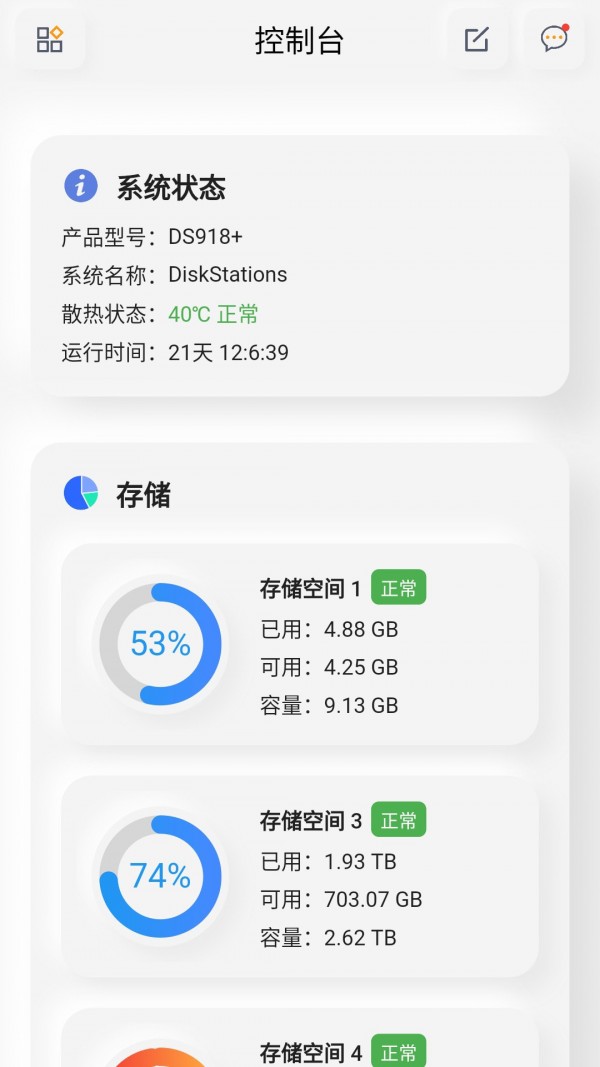 控制台
系统状态
产品型号：DS918+
系统名称：DiskStations
散热状态：40℃ 正常
运行时间：21天 12:6:39
存储
53%
存储空间 1 正常
已用：4.88 GB
可用：4.25 GB
容量：9.13 GB
74%
存储空间 3 正常
已用：1.93 TB
可用：703.07 GB
容量：2.62 TB
存储空间 4 正常